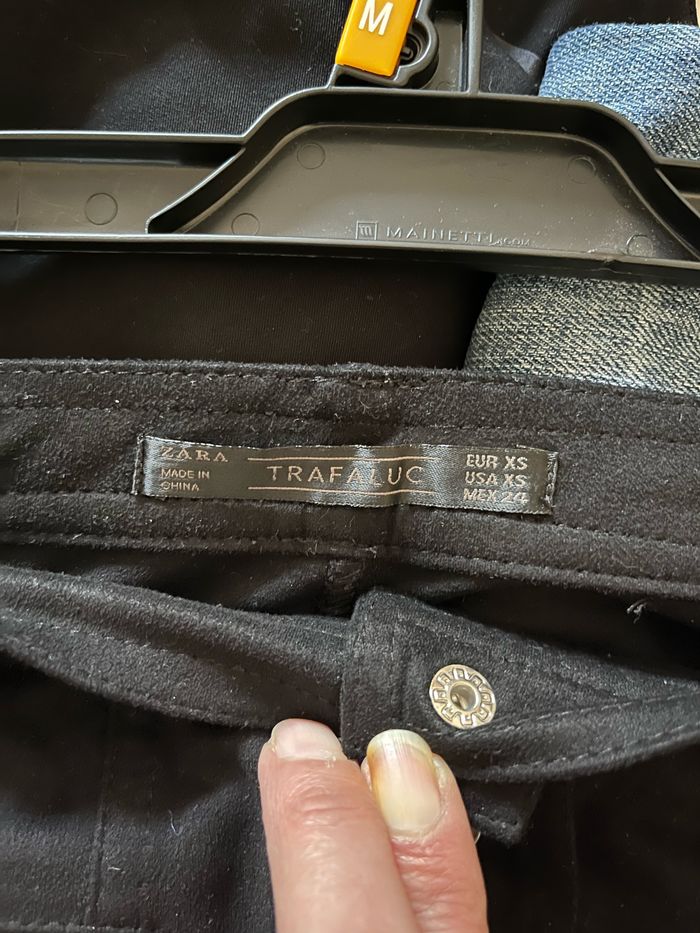 M
MAINETTI.COM
ZARA
MADE IN
CHINA
TRAFALUC
EUR XS
USA XS
MEX 24